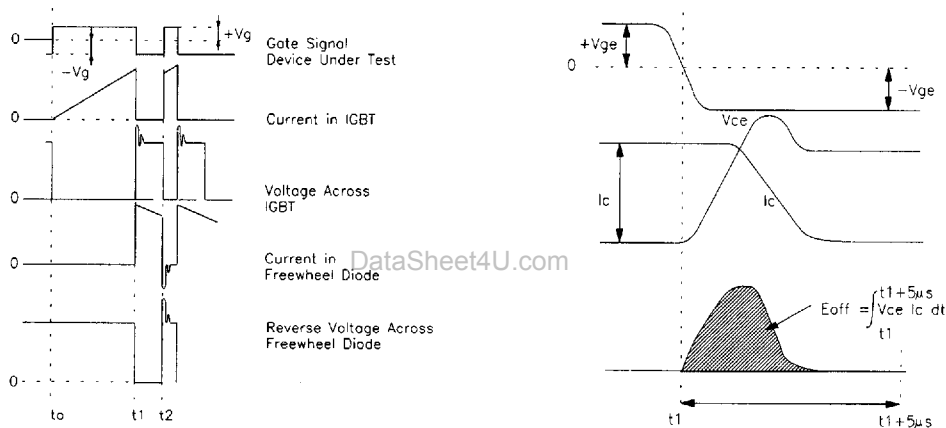 0
+Vg
-Vg
Gate Signal
Device Under Test
0
Current in IGBT
0
Voltage Across
IGBT
0
Current in
Freewheel Diode
Reverse Voltage Across
Freewheel Diode
0
to
t1
t2
DataSheet4U.com
+Vge
0
-Vge
Vce
Ic
Ic
Eoff = ∫ Vce Ic dt
t1+5µs
t1
t1
t1+5µs